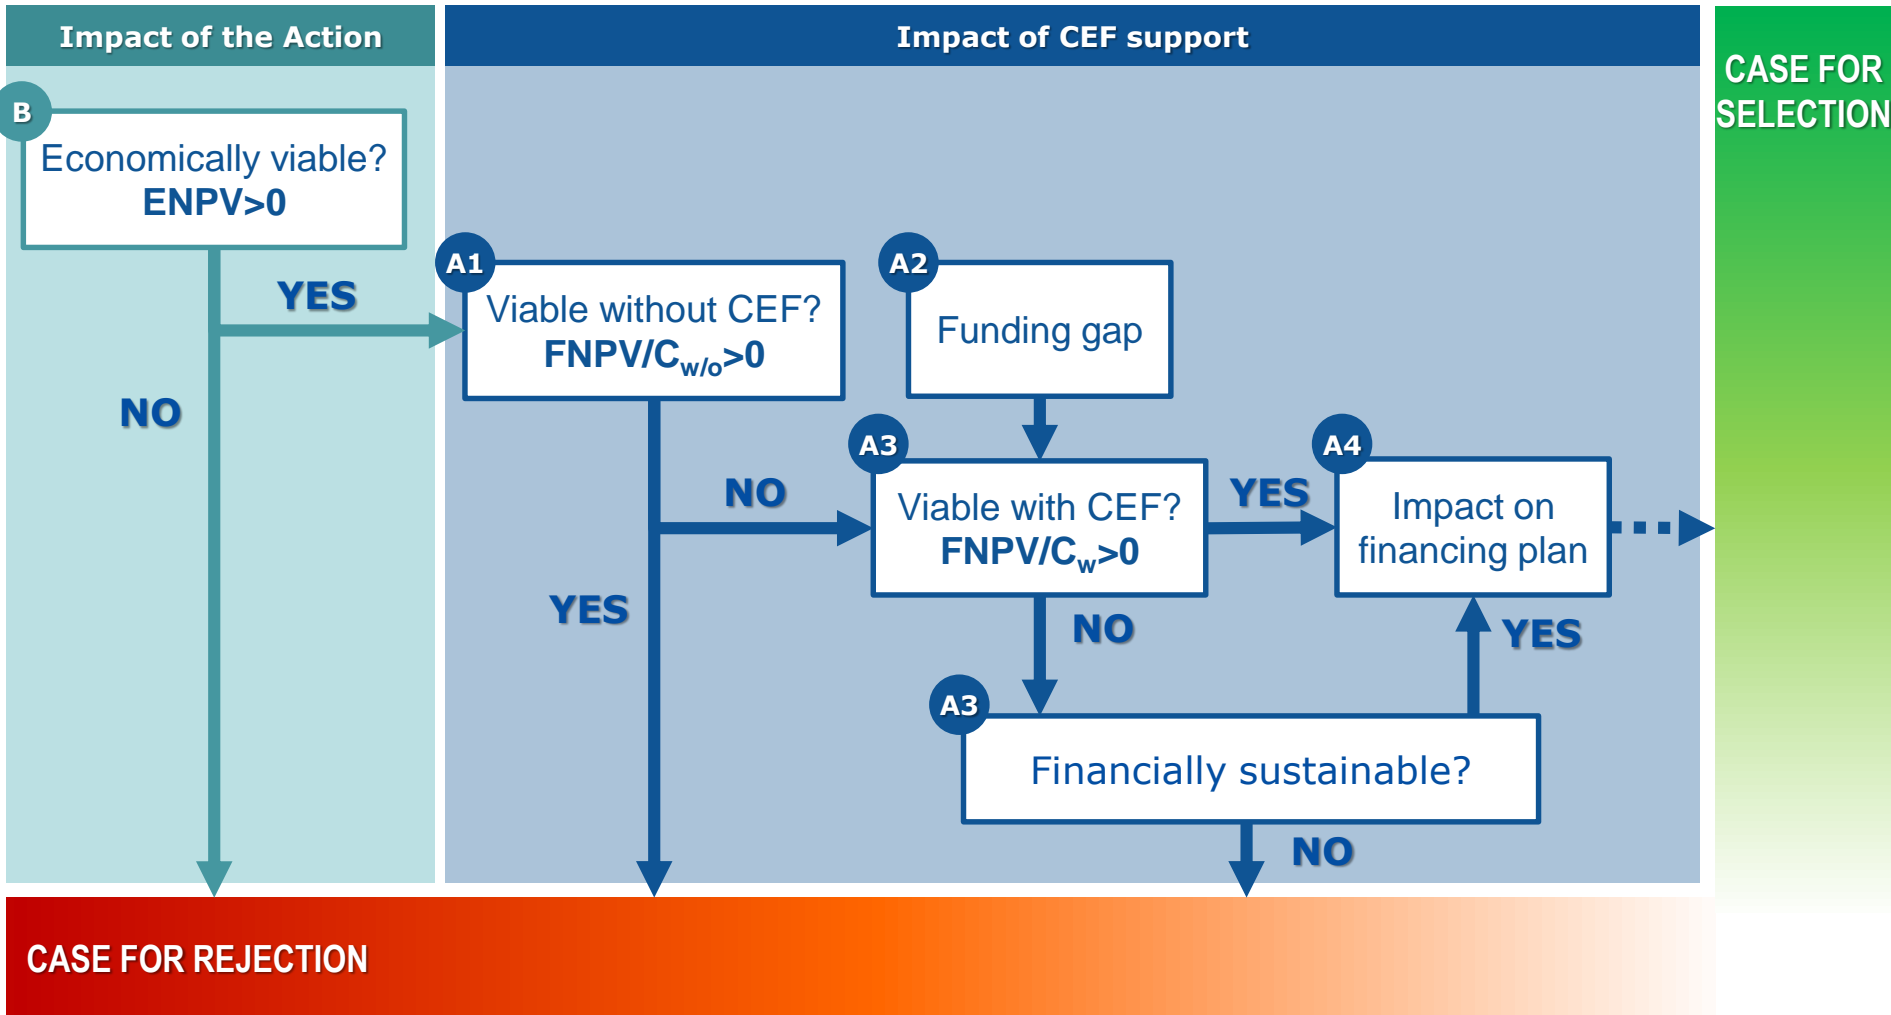 Impact of the Action
Impact of CEF support
CASE FOR
SELECTION
B
Economically viable?
ENPV>0
YES
NO
A1
Viable without CEF?
FNPV/Cw/o>0
A2
Funding gap
NO
YES
A3
Viable with CEF?
FNPV/Cw>0
YES
A4
Impact on
financing plan
NO
YES
A3
Financially sustainable?
NO
CASE FOR REJECTION